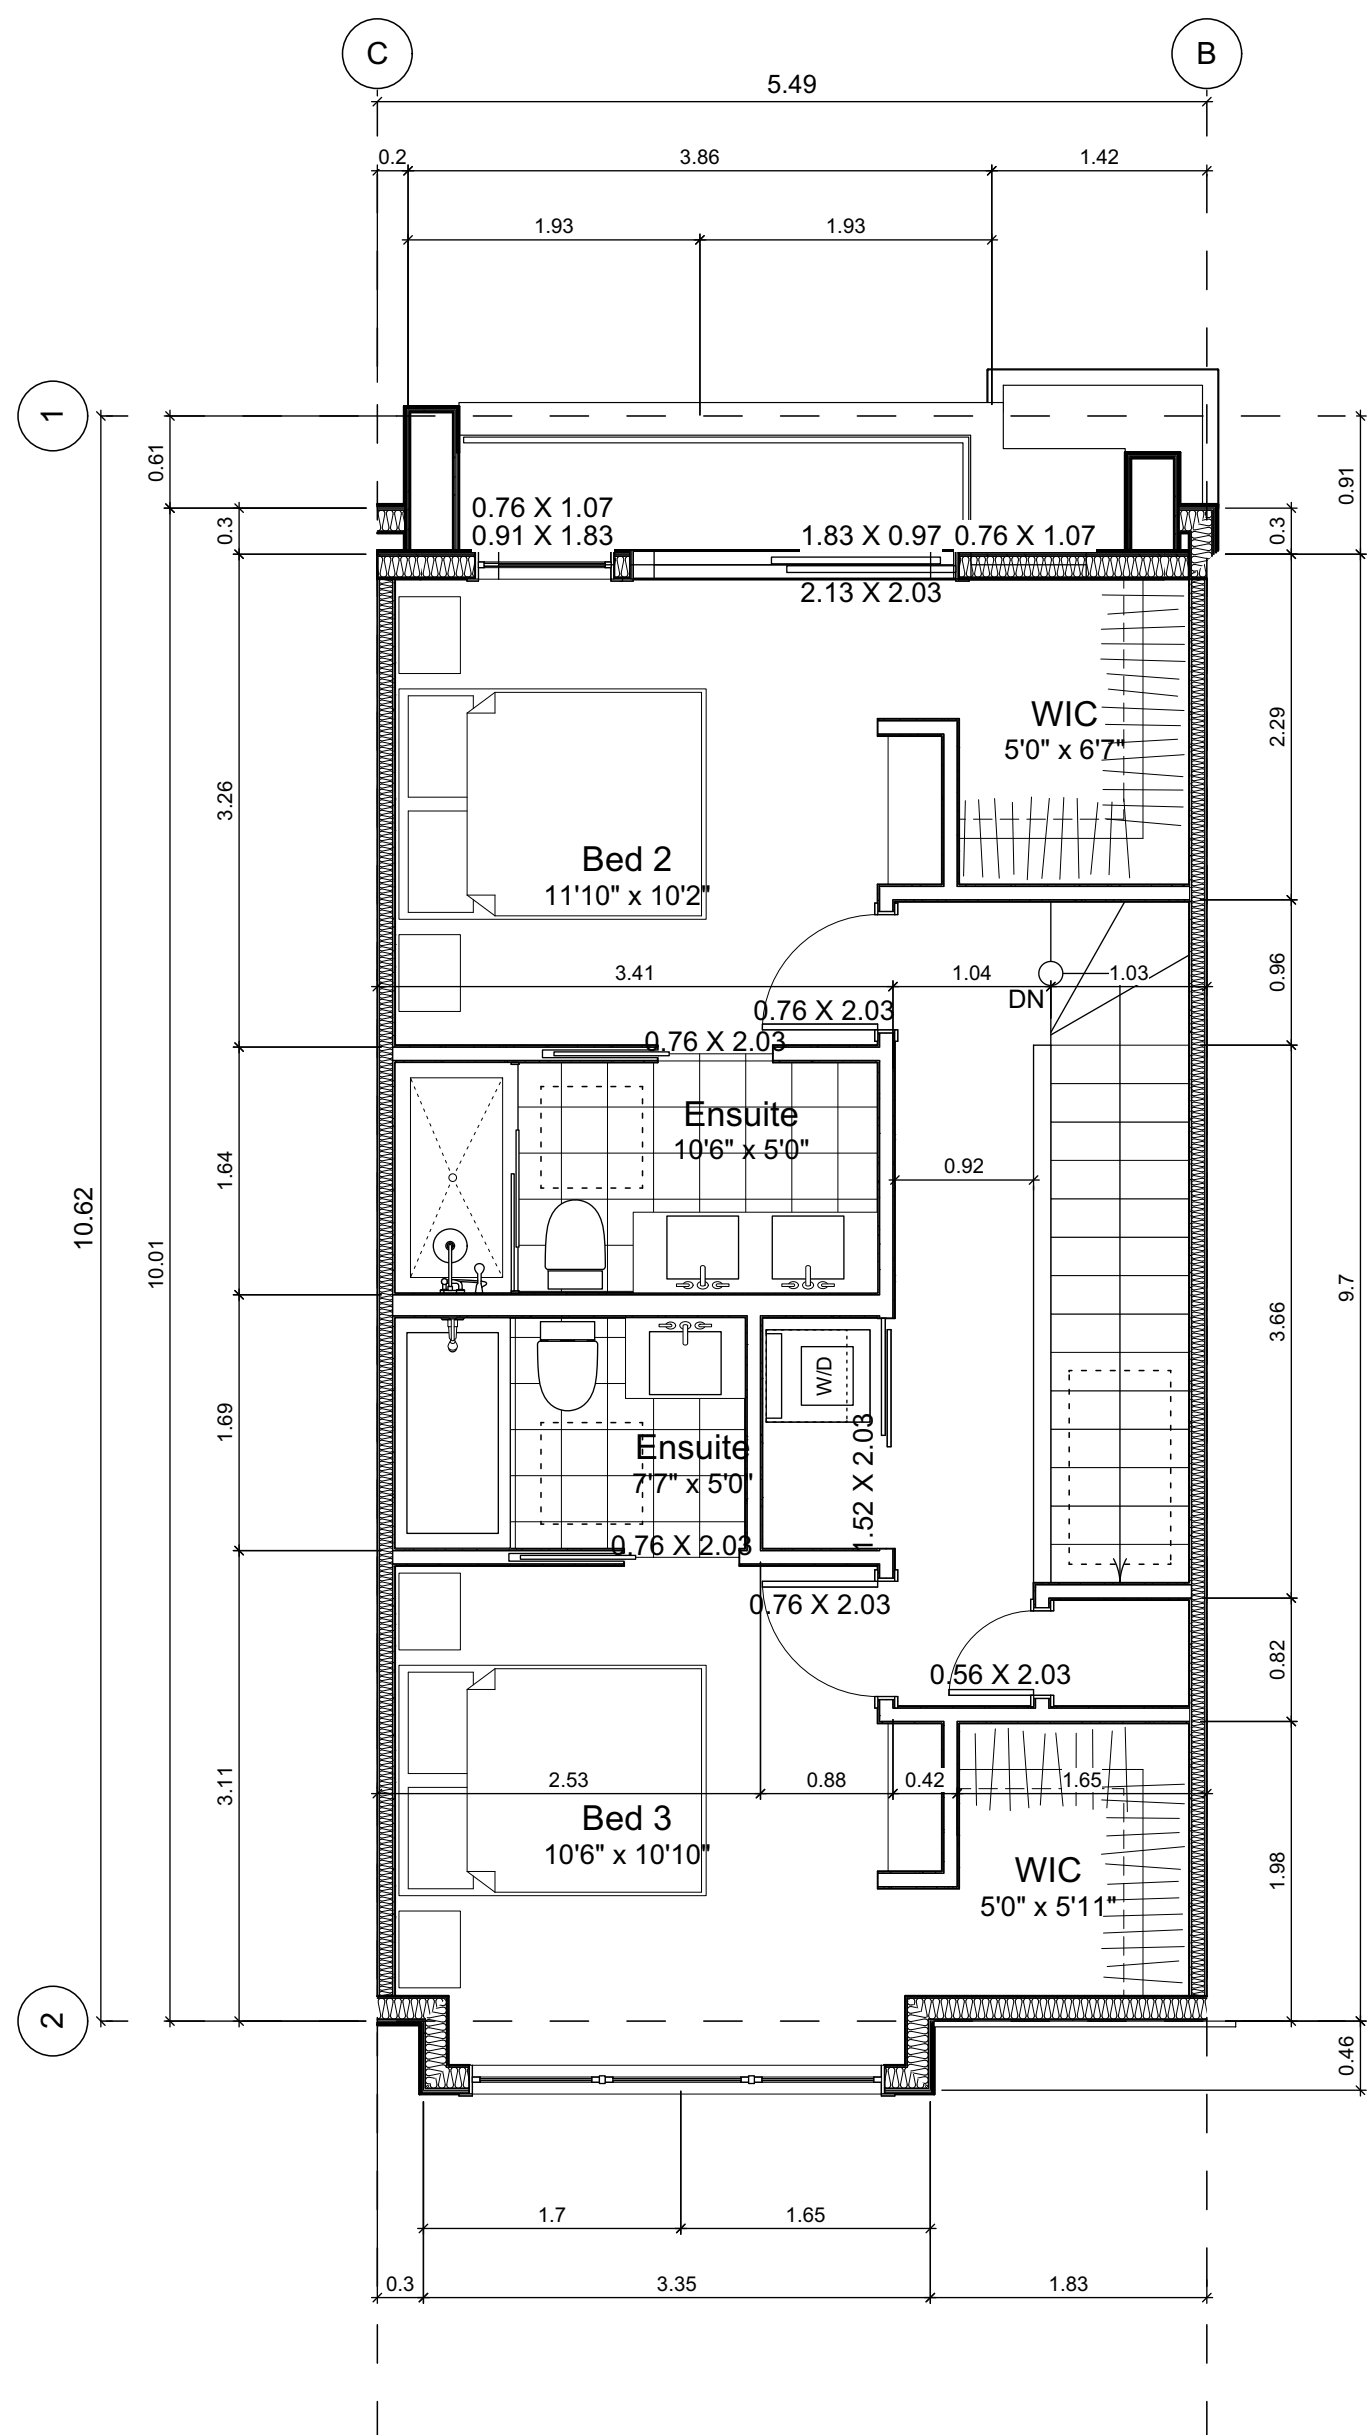 C
B
5.49
0.2
3.86
1.42
1.93
1.93
1
0.61
0.91
0.3
0.76 X 1.07
0.91 X 1.83
1.83 X 0.97
0.76 X 1.07
0.3
2.13 X 2.03
WIC
5'0" x 6'7"
2.29
3.26
Bed 2
11'10" x 10'2"
3.41
1.04
1.03
0.96
DN
0.76 X 2.03
0.76 X 2.03
Ensuite
10'6" x 5'0"
1.64
0.92
10.62
10.01
9.7
3.66
W/D
1.69
Ensuite
7'7" x 5'0"
1.52 X 2.03
0.76 X 2.03
0.76 X 2.03
0.56 X 2.03
0.82
3.11
2.53
0.88
0.42
1.65
Bed 3
10'6" x 10'10"
WIC
5'0" x 5'11"
1.98
2
0.46
1.7
1.65
0.3
3.35
1.83